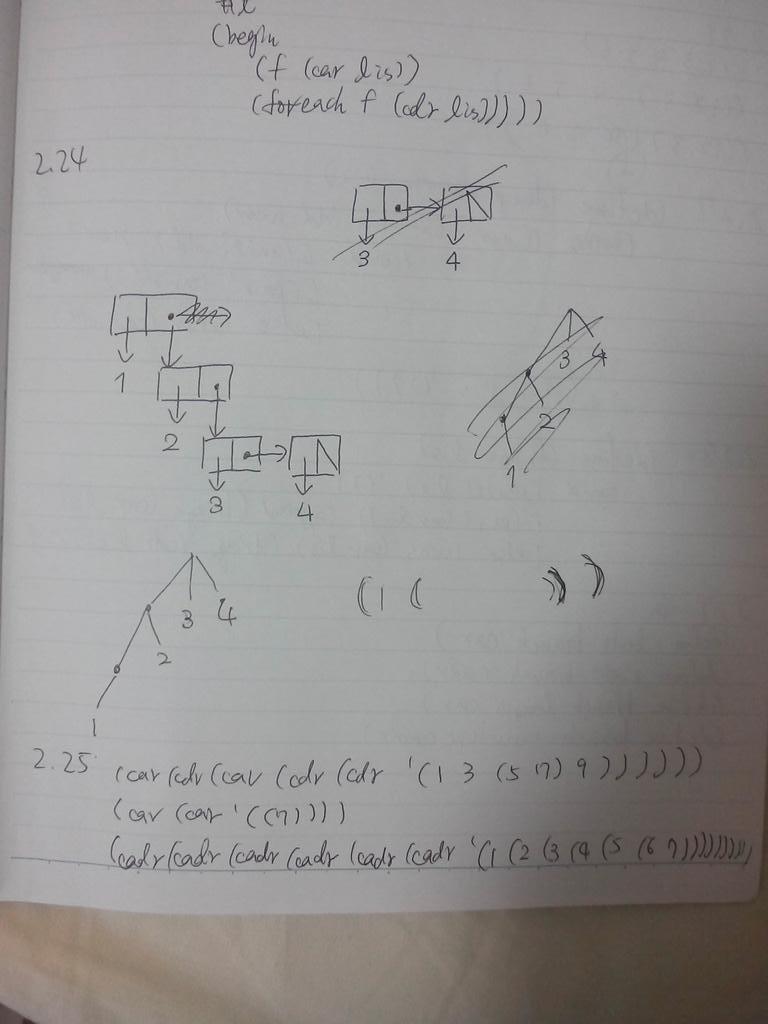 (begin
(f (car lis))
(foreach f (cdr lis)))))
2.24
3 4
1
2
3 4
3 4
2
1
3 4
2
1
(1 ( ) )
2.25 (car (cdr (car (cdr (cdr '(1 3 (5 7) 9 ))))))
(car (car '((7))))
(cadr (cadr (cadr (cadr (cadr (cadr '(1 (2 (3 (4 (5 (6 7)))))))))))